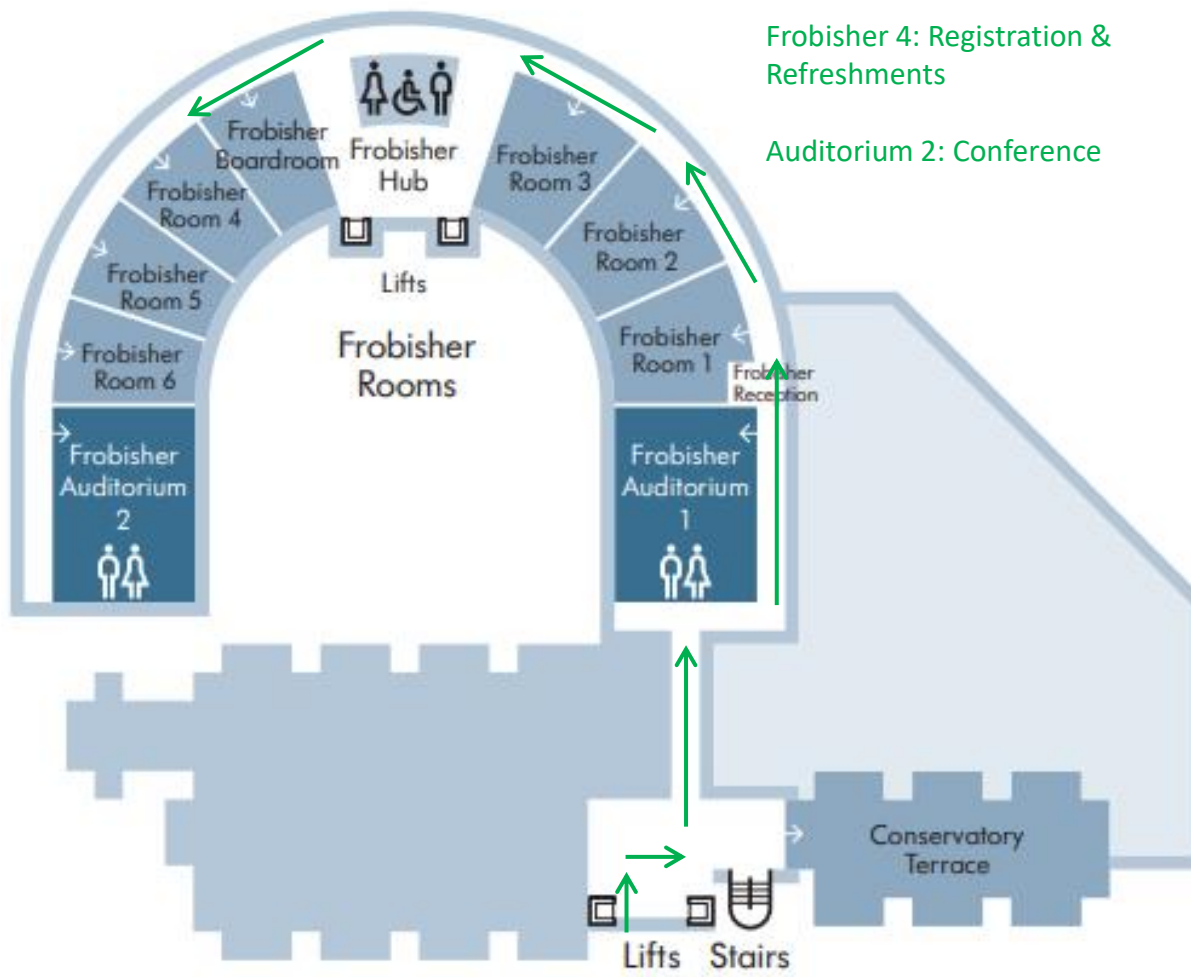 Frobisher 4: Registration &
Refreshments
Auditorium 2: Conference
Frobisher
Boardroom
Frobisher
Hub
Frobisher
Room 3
Frobisher
Room 4
Frobisher
Room 2
Frobisher
Room 5
Lifts
Frobisher
Rooms
Frobisher
Room 6
Frobisher
Room 1
Frobisher
Reception
Frobisher
Auditorium
2
Frobisher
Auditorium
1
Conservatory
Terrace
Lifts
Stairs